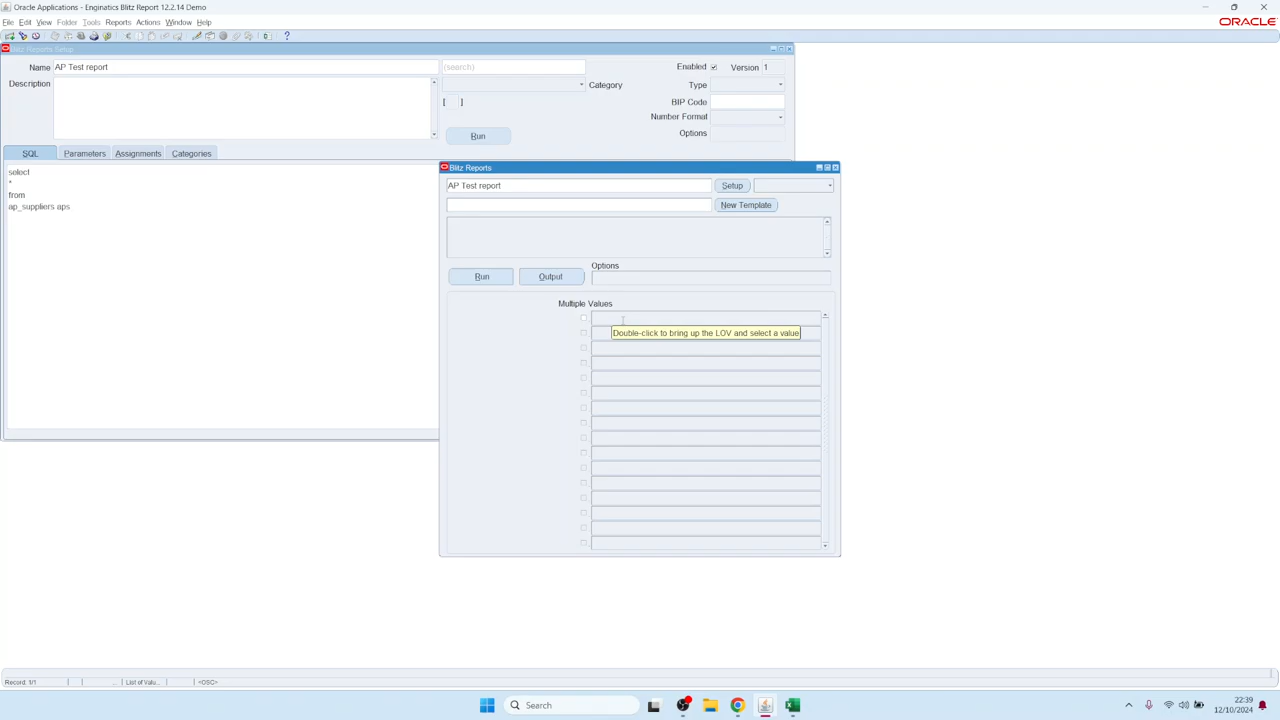 Oracle Applications - Enginatics Blitz Report 12.2.14 Demo
File Edit View Folder Tools Reports Actions Window Help
ORACLE
Blitz Reports Setup
Name AP Test report (search) Enabled Version 1
Description Category Type
[ ] BIP Code
Number Format
Run Options
SQL Parameters Assignments Categories
select
*
from
ap_suppliers aps
Blitz Reports
AP Test report Setup
New Template
Options
Run Output
Multiple Values
Double-click to bring up the LOV and select a value
Record: 1/1 ... List of Valu... <OSC>
Search
22:39
12/10/2024